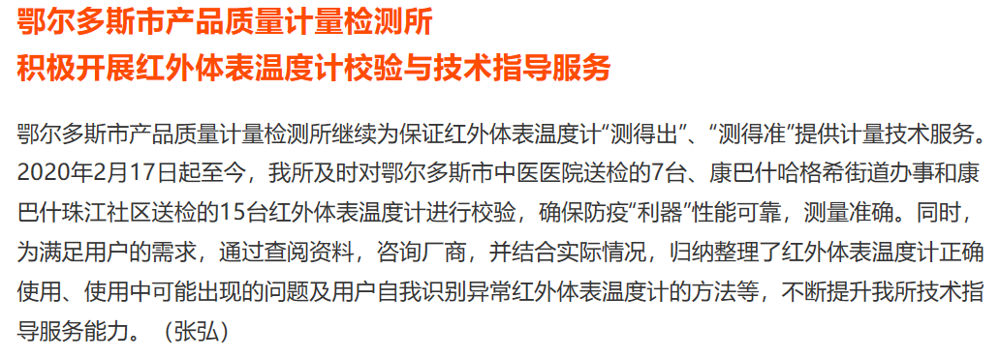 鄂尔多斯市产品质量计量检测所
积极开展红外体表温度计校验与技术指导服务
鄂尔多斯市产品质量计量检测所继续为保证红外体表温度计“测得出”、“测得准”提供计量技术服务。
2020年2月17日起至今，我所及时对鄂尔多斯市中医医院送检的7台、康巴什哈格希街道办事和康
巴什珠江社区送检的15台红外体表温度计进行校验，确保防疫“利器”性能可靠，测量准确。同时，
为满足用户的需求，通过查阅资料，咨询厂商，并结合实际情况，归纳整理了红外体表温度计正确
使用、使用中可能出现的问题及用户自我识别异常红外体表温度计的方法等，不断提升我所技术指
导服务能力。（张弘）